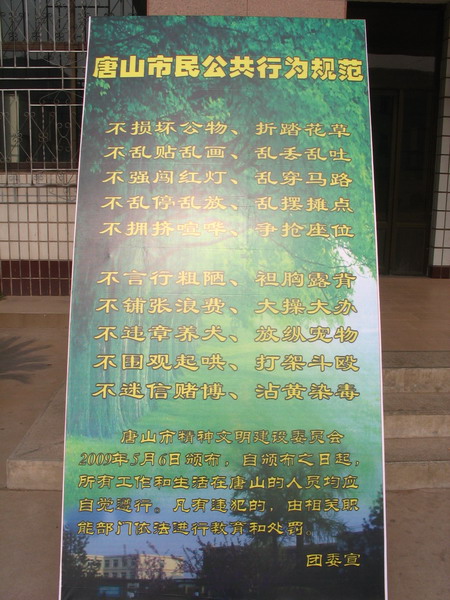 唐山市民公共行为规范
不损坏公物、折踏花草
不乱贴乱画、乱丢乱吐
不强闯红灯、乱穿马路
不乱停乱放、乱摆摊点
不拥挤喧哗、争抢座位
不言行粗陋、袒胸露背
不铺张浪费、大操大办
不违章养犬、放纵宠物
不围观起哄、打架斗殴
不迷信赌博、沾黄染毒
唐山市精神文明建设委员会
2009年5月6日颁布，自颁布之日起，
所有工作和生活在唐山的人员均应
自觉遵行。凡有违犯的，由相关职
能部门依法进行教育和处罚。
团委宣